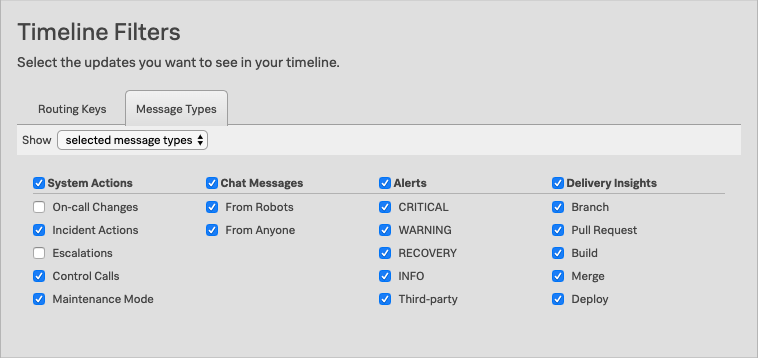 Timeline Filters
Select the updates you want to see in your timeline.
Routing Keys Message Types
Show selected message types
System Actions Chat Messages Alerts Delivery Insights
On-call Changes From Robots CRITICAL Branch
Incident Actions From Anyone WARNING Pull Request
Escalations RECOVERY Build
Control Calls INFO Merge
Maintenance Mode Third-party Deploy